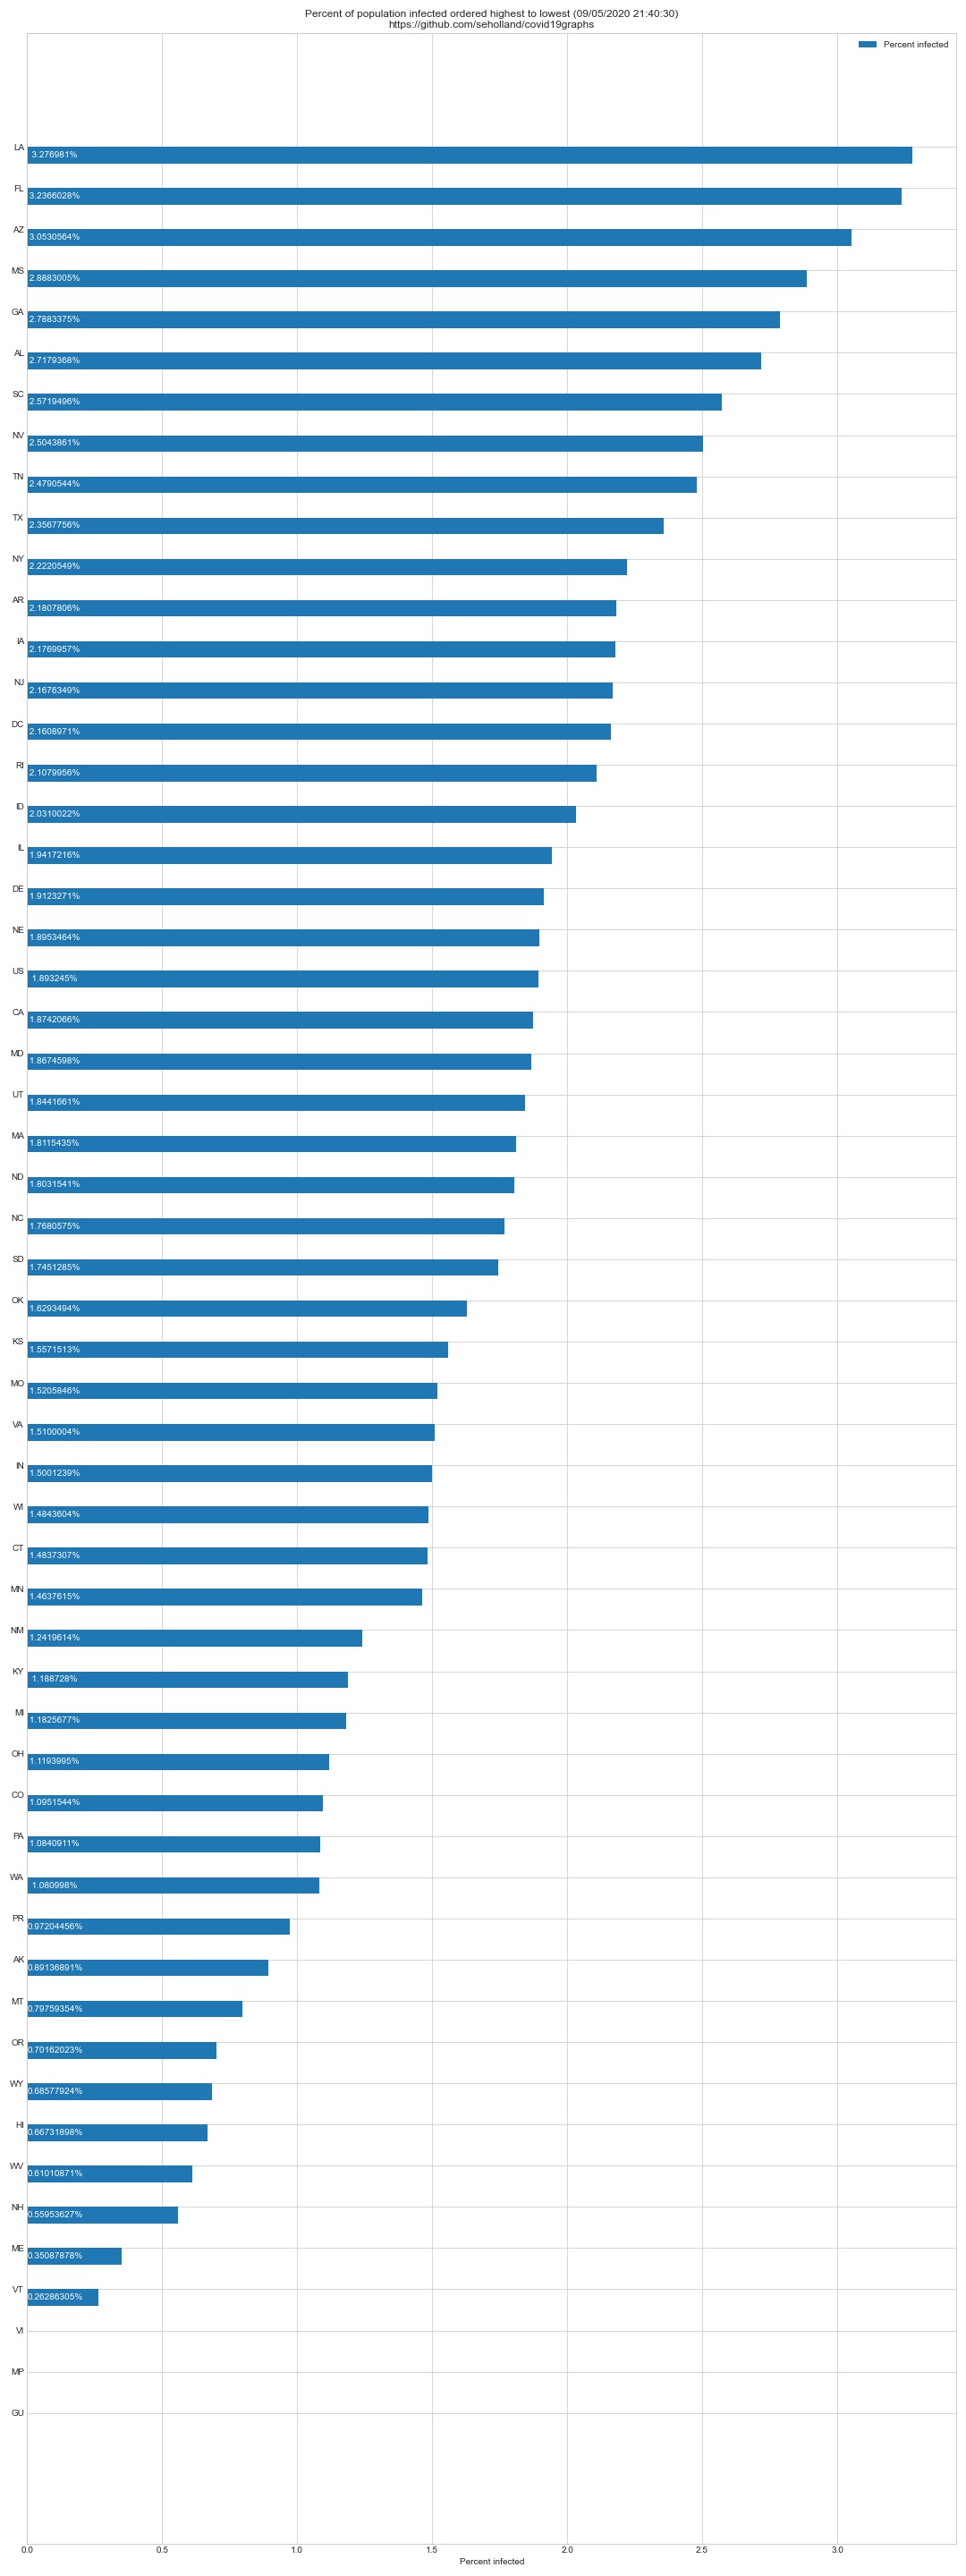 Percent of population infected ordered highest to lowest (09/05/2020 21:40:30)
https://github.com/seholland/covid19graphs
Percent infected
LA 3.276981%
FL 3.2366028%
AZ 3.0530564%
MS 2.8883005%
GA 2.7883375%
AL 2.7179368%
SC 2.5719496%
NV 2.5043861%
TN 2.4790544%
TX 2.3567756%
NY 2.2220549%
AR 2.1807806%
IA 2.1769957%
NJ 2.1676349%
DC 2.1608971%
RI 2.1079956%
ID 2.0310022%
IL 1.9417216%
DE 1.9123271%
NE 1.8953464%
US 1.893245%
CA 1.8742066%
MD 1.8674598%
UT 1.8441661%
MA 1.8115435%
ND 1.8031541%
NC 1.7680575%
SD 1.7451285%
OK 1.6293494%
KS 1.5571513%
MO 1.5205846%
VA 1.5100004%
IN 1.5001239%
WI 1.4843604%
CT 1.4837307%
MN 1.4637615%
NM 1.2419614%
KY 1.188728%
MI 1.1825677%
OH 1.1193995%
CO 1.0951544%
PA 1.0840911%
WA 1.080998%
PR 0.97204456%
AK 0.89136891%
MT 0.79759354%
OR 0.70162023%
WY 0.68577924%
HI 0.66731898%
WV 0.61010871%
NH 0.55953627%
ME 0.35087878%
VT 0.26286305%
VI
MP
GU
0.0 0.5 1.0 1.5 2.0 2.5 3.0
Percent infected